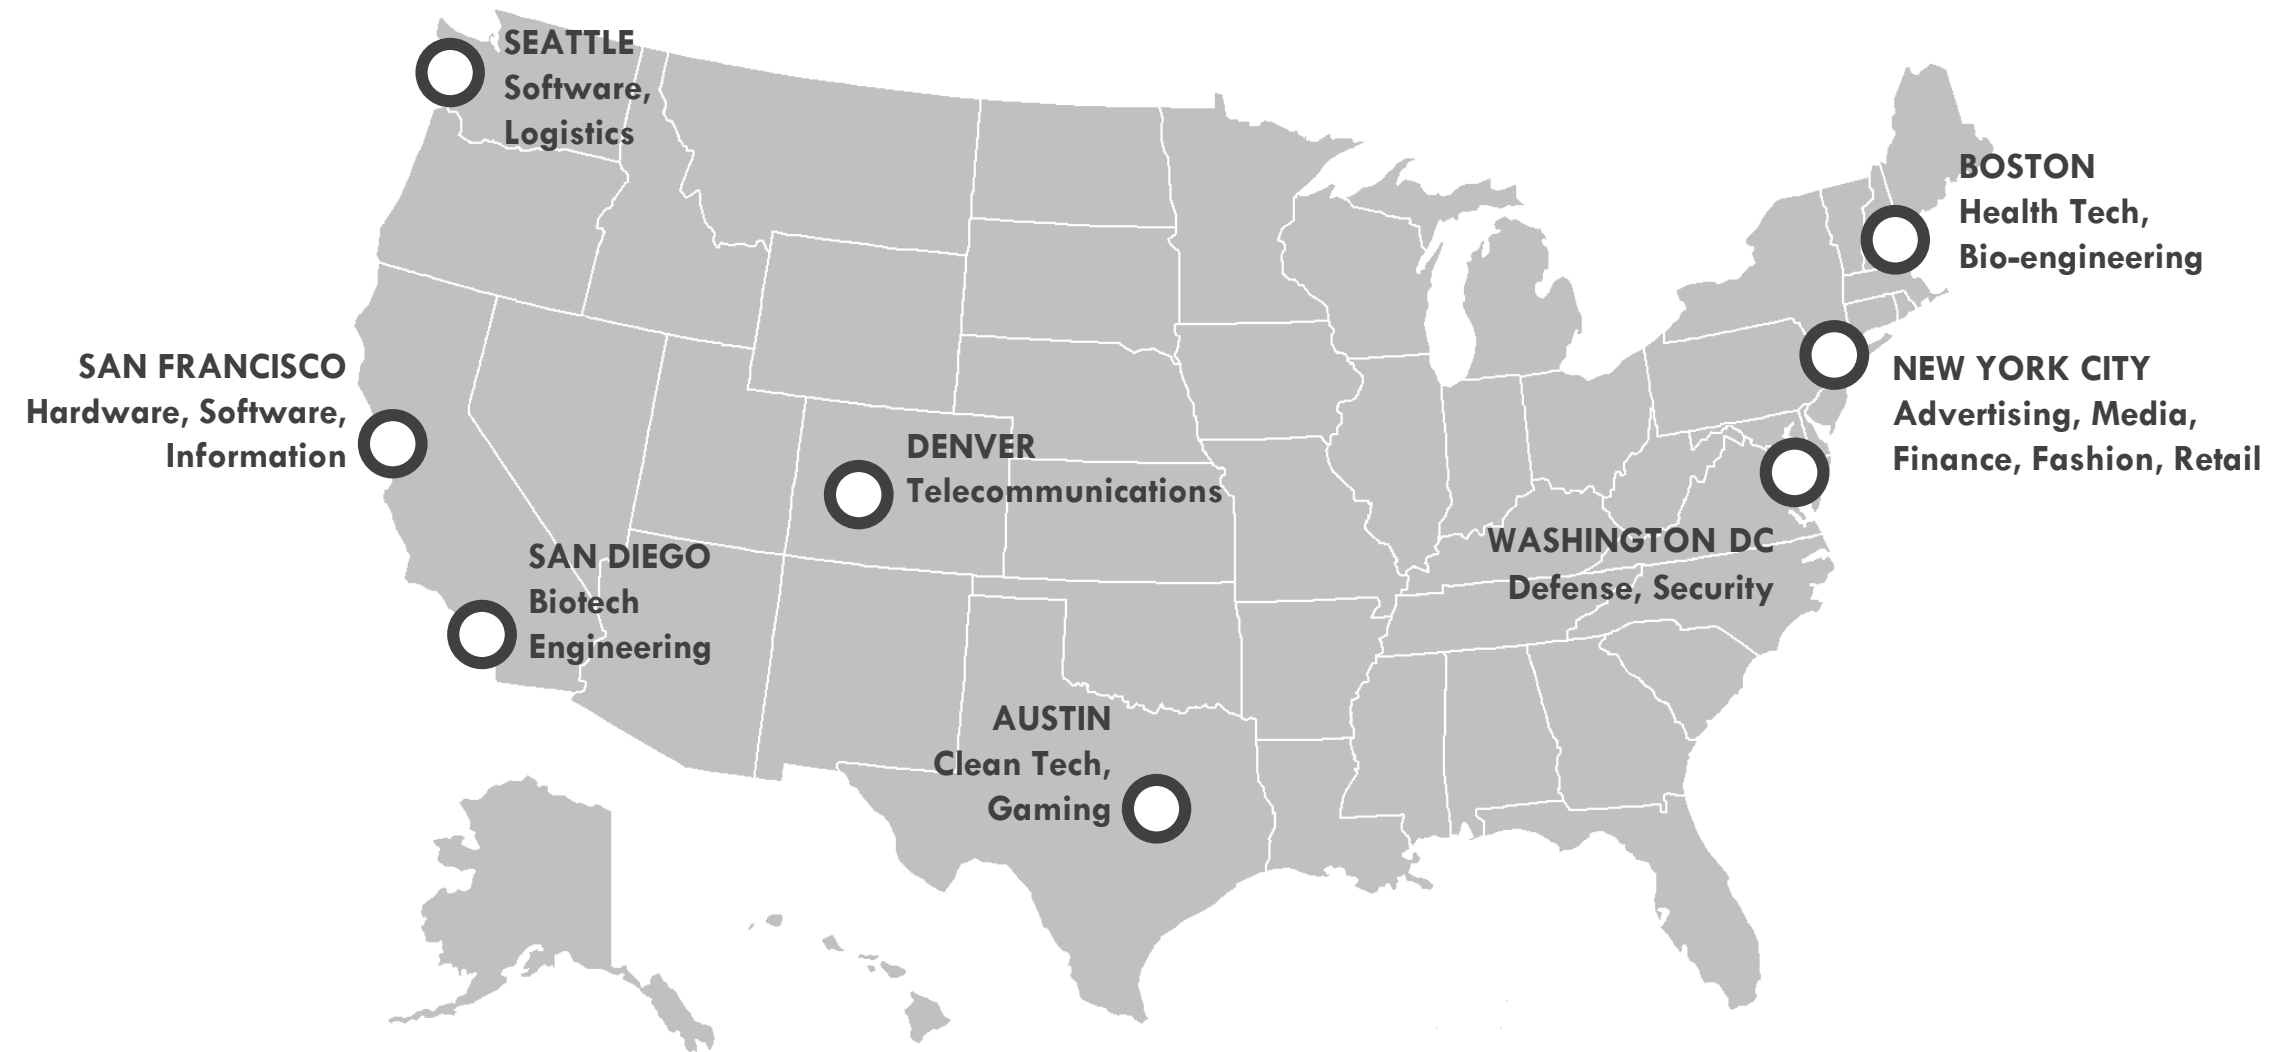 SEATTLE
Software,
Logistics
BOSTON
Health Tech,
Bio-engineering
SAN FRANCISCO
Hardware, Software,
Information
NEW YORK CITY
Advertising, Media,
Finance, Fashion, Retail
DENVER
Telecommunications
WASHINGTON DC
Defense, Security
SAN DIEGO
Biotech
Engineering
AUSTIN
Clean Tech,
Gaming